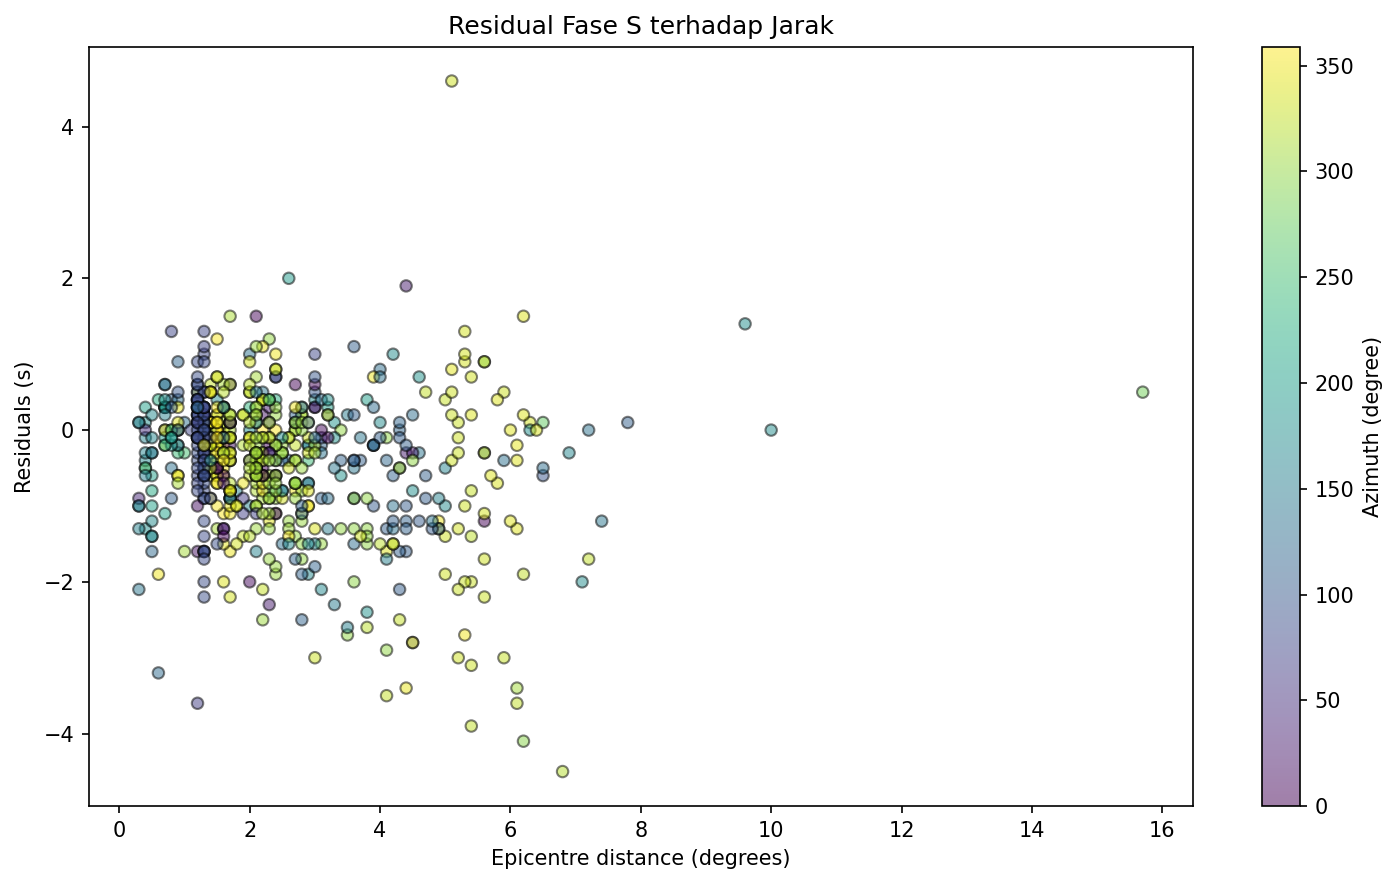 Residual Fase S terhadap Jarak
4
2
0
−2
−4
Residuals (s)
0 2 4 6 8 10 12 14 16
Epicentre distance (degrees)
350
300
250
200
150
100
50
0
Azimuth (degree)